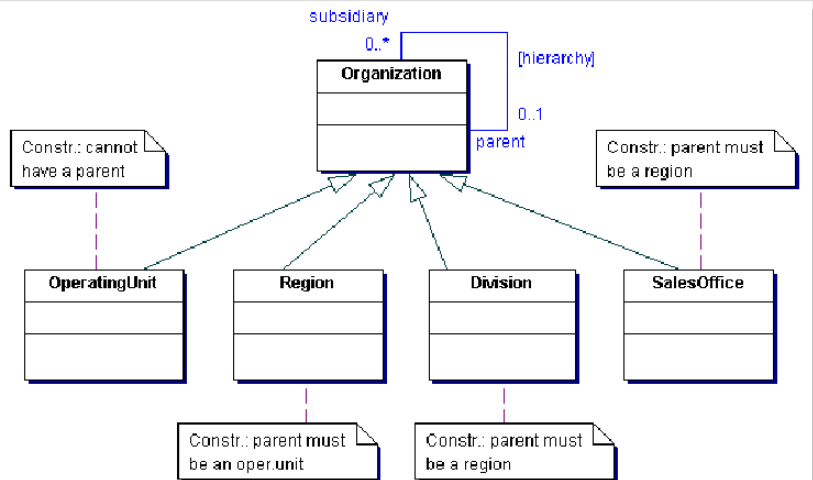 subsidiary
0..*
[hierarchy]
Organization
0..1
parent
Constr.: cannot
have a parent
Constr.: parent must
be a region
OperatingUnit
Region
Division
SalesOffice
Constr.: parent must
be an oper.unit
Constr.: parent must
be a region